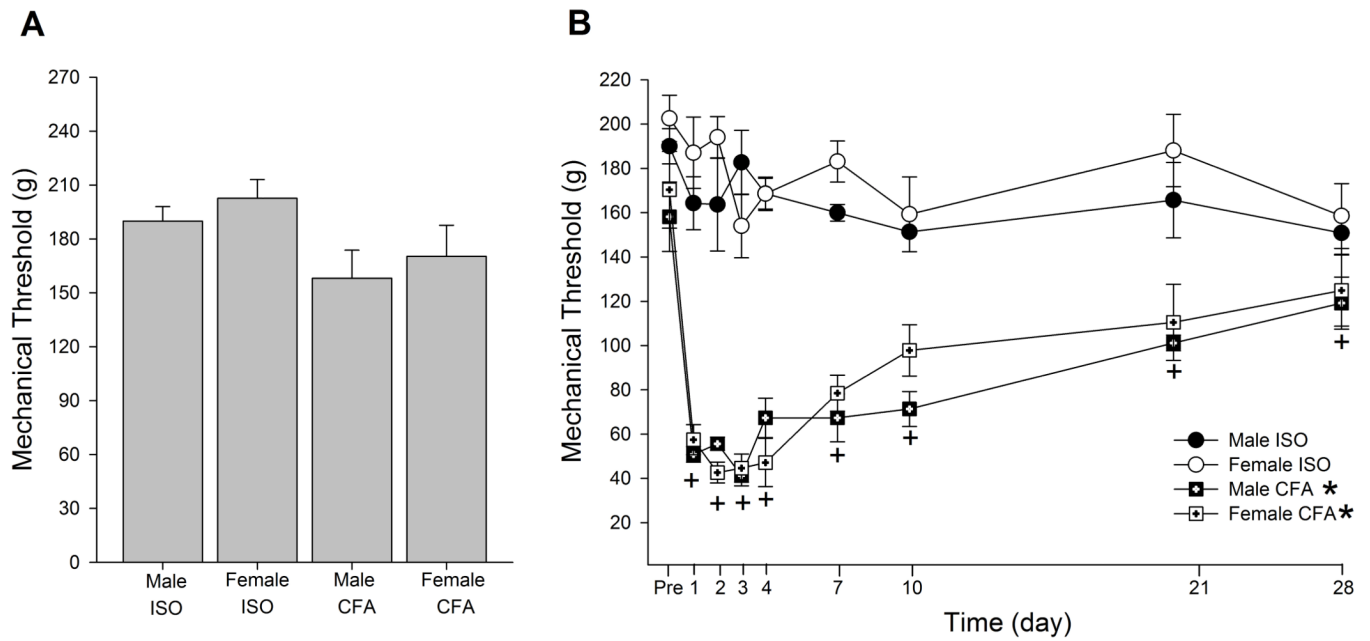 A
Mechanical Threshold (g)
270
240
210
180
150
120
90
60
30
0
Male
ISO
Female
ISO
Male
CFA
Female
CFA
B
Mechanical Threshold (g)
220
200
180
160
140
120
100
80
60
40
20
+ + + + + + + +
Male ISO
Female ISO
Male CFA *
Female CFA *
Pre 1 2 3 4 7 10 21 28
Time (day)